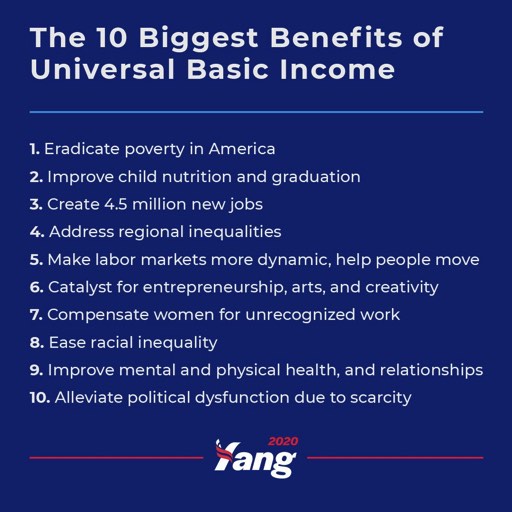 The 10 Biggest Benefits of
Universal Basic Income
1. Eradicate poverty in America
2. Improve child nutrition and graduation
3. Create 4.5 million new jobs
4. Address regional inequalities
5. Make labor markets more dynamic, help people move
6. Catalyst for entrepreneurship, arts, and creativity
7. Compensate women for unrecognized work
8. Ease racial inequality
9. Improve mental and physical health, and relationships
10. Alleviate political dysfunction due to scarcity
2020
Yang